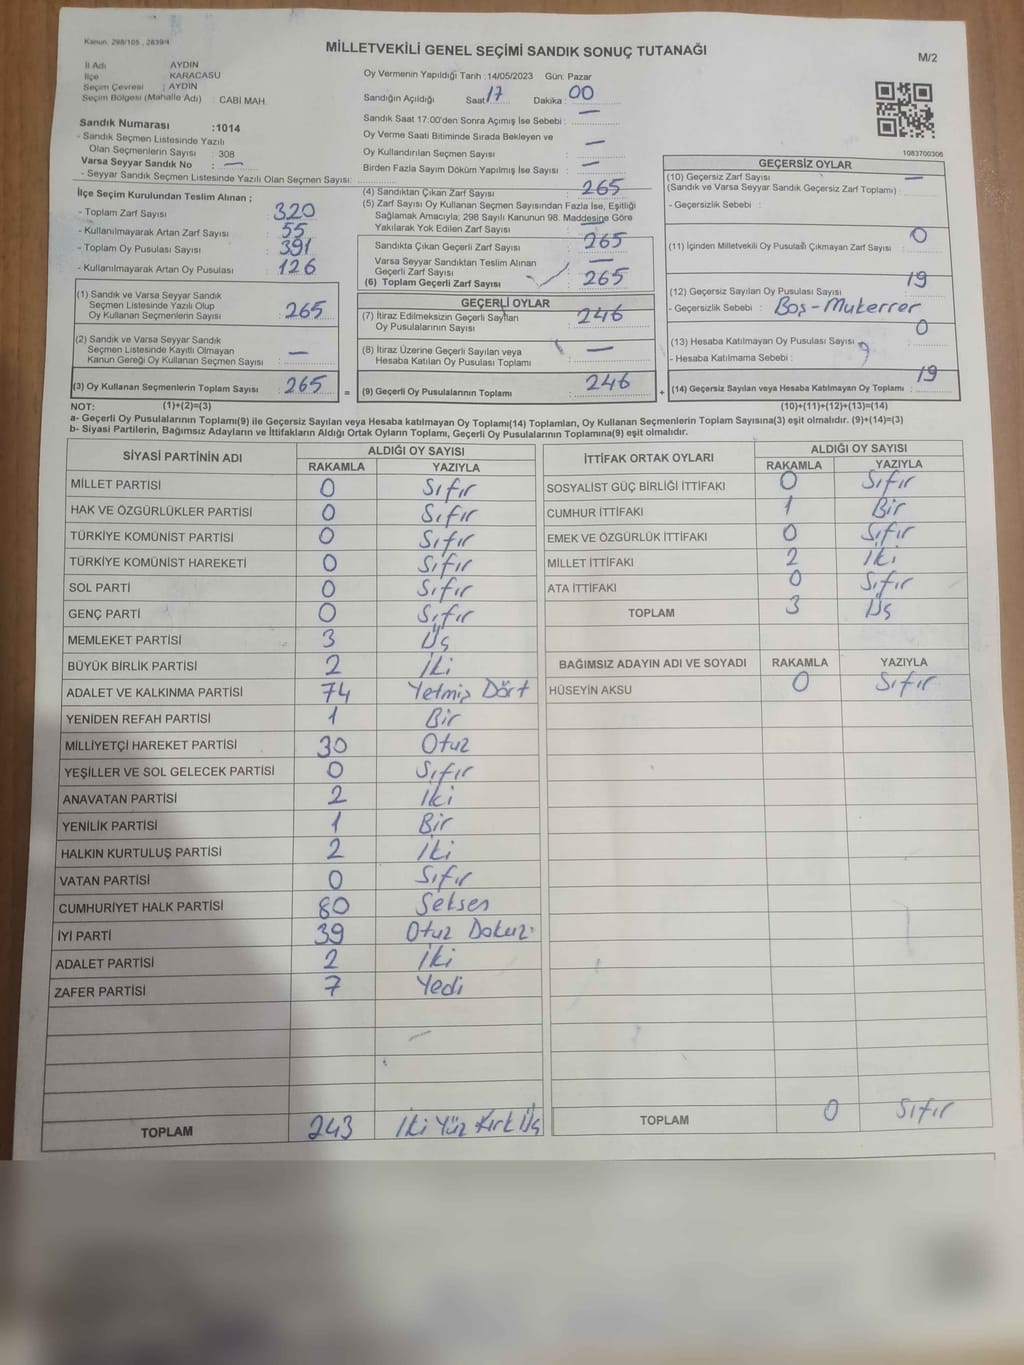 Kanun: 298/105 , 2839/4
MİLLETVEKİLİ GENEL SEÇİMİ SANDIK SONUÇ TUTANAĞI
M/2
İl Adı : AYDIN
İlçe : KARACASU
Seçim Çevresi : AYDIN
Seçim Bölgesi (Mahalle Adı) : CABİ MAH.
Sandık Numarası :1014
- Sandık Seçmen Listesinde Yazılı
Olan Seçmenlerin Sayısı : 308
Varsa Seyyar Sandık No : —
- Seyyar Sandık Seçmen Listesinde Yazılı Olan Seçmen Sayısı:
Oy Vermenin Yapıldığı Tarih :14/05/2023 Gün: Pazar
Sandığın Açıldığı Saat 17 Dakika : 00
Sandık Saat 17:00'den Sonra Açımış İse Sebebi : —
Oy Verme Saati Bitiminde Sırada Bekleyen ve
Oy Kullandırılan Seçmen Sayısı : —
Birden Fazla Sayım Döküm Yapılmış İse Sayısı : —
1083700306
İlçe Seçim Kurulundan Teslim Alınan ;
- Toplam Zarf Sayısı : 320
- Kullanılmayarak Artan Zarf Sayısı : 55
- Toplam Oy Pusulası Sayısı : 391
- Kullanılmayarak Artan Oy Pusulası : 126
(1) Sandık ve Varsa Seyyar Sandık
Seçmen Listesinde Yazılı Olup
Oy Kullanan Seçmenlerin Sayısı : 265
(2) Sandık ve Varsa Seyyar Sandık
Seçmen Listesinde Kayıtlı Olmayan
Kanun Gereği Oy Kullanan Seçmen Sayısı : —
(3) Oy Kullanan Seçmenlerin Toplam Sayısı : 265
(4) Sandıktan Çıkan Zarf Sayısı : 265
(5) Zarf Sayısı Oy Kullanan Seçmen Sayısından Fazla İse, Eşitliği
Sağlamak Amacıyla; 298 Sayılı Kanunun 98. Maddesine Göre
Yakılarak Yok Edilen Zarf Sayısı :
Sandıkta Çıkan Geçerli Zarf Sayısı : 265
Varsa Seyyar Sandıktan Teslim Alınan
Geçerli Zarf Sayısı : —
(6) Toplam Geçerli Zarf Sayısı : 265
GEÇERLİ OYLAR
(7) İtiraz Edilmeksizin Geçerli Sayılan
Oy Pusulalarının Sayısı : 246
(8) İtiraz Üzerine Geçerli Sayılan veya
Hesaba Katılan Oy Pusulası Toplamı : —
= (9) Geçerli Oy Pusulalarının Toplamı : 246
GEÇERSİZ OYLAR
(10) Geçersiz Zarf Sayısı : —
(Sandık ve Varsa Seyyar Sandık Geçersiz Zarf Toplamı)
- Geçersizlik Sebebi :
(11) İçinden Milletvekili Oy Pusulası Çıkmayan Zarf Sayısı : 0
(12) Geçersiz Sayılan Oy Pusulası Sayısı : 19
- Geçersizlik Sebebi : Boş-Mukerrer
(13) Hesaba Katılmayan Oy Pusulası Sayısı : 0
- Hesaba Katılmama Sebebi :
+ (14) Geçersiz Sayılan veya Hesaba Katılmayan Oy Toplamı : 19
NOT: (1)+(2)=(3)
(10)+(11)+(12)+(13)=(14)
a- Geçerli Oy Pusulalarının Toplamı(9) ile Geçersiz Sayılan veya Hesaba katılmayan Oy Toplamı(14) Toplamları, Oy Kullanan Seçmenlerin Toplam Sayısına(3) eşit olmalıdır. (9)+(14)=(3)
b- Siyasi Partilerin, Bağımsız Adayların ve İttifakların Aldığı Ortak Oyların Toplamı, Geçerli Oy Pusulalarının Toplamına(9) eşit olmalıdır.
SİYASİ PARTİNİN ADI
ALDIĞI OY SAYISI
RAKAMLA YAZIYLA
MİLLET PARTİSİ 0 Sıfır
HAK VE ÖZGÜRLÜKLER PARTİSİ 0 Sıfır
TÜRKİYE KOMÜNİST PARTİSİ 0 Sıfır
TÜRKİYE KOMÜNİST HAREKETİ 0 Sıfır
SOL PARTİ 0 Sıfır
GENÇ PARTİ 0 Sıfır
MEMLEKET PARTİSİ 3 Üş
BÜYÜK BİRLİK PARTİSİ 2 İki
ADALET VE KALKINMA PARTİSİ 74 Yetmiş Dört
YENİDEN REFAH PARTİSİ 1 Bir
MİLLİYETÇİ HAREKET PARTİSİ 30 Otuz
YEŞİLLER VE SOL GELECEK PARTİSİ 0 Sıfır
ANAVATAN PARTİSİ 2 İki
YENİLİK PARTİSİ 1 Bir
HALKIN KURTULUŞ PARTİSİ 2 İki
VATAN PARTİSİ 0 Sıfır
CUMHURİYET HALK PARTİSİ 80 Seksen
İYİ PARTİ 39 Otuz Dokuz
ADALET PARTİSİ 2 İki
ZAFER PARTİSİ 7 Yedi
TOPLAM 243 İki Yüz Kırk Üş
İTTİFAK ORTAK OYLARI
ALDIĞI OY SAYISI
RAKAMLA YAZIYLA
SOSYALİST GÜÇ BİRLİĞİ İTTİFAKI 0 Sıfır
CUMHUR İTTİFAKI 1 Bir
EMEK VE ÖZGÜRLÜK İTTİFAKI 0 Sıfır
MİLLET İTTİFAKI 2 İki
ATA İTTİFAKI 0 Sıfır
TOPLAM 3 Üş
BAĞIMSIZ ADAYIN ADI VE SOYADI RAKAMLA YAZIYLA
HÜSEYİN AKSU 0 Sıfır
TOPLAM 0 Sıfır